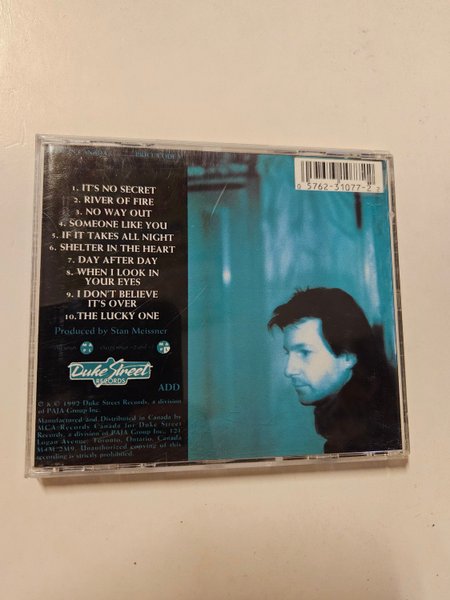 1. IT'S NO SECRET
2. RIVER OF FIRE
3. NO WAY OUT
4. SOMEONE LIKE YOU
5. IF IT TAKES ALL NIGHT
6. SHELTER IN THE HEART
7. DAY AFTER DAY
8. WHEN I LOOK IN
YOUR EYES
9. I DON'T BELIEVE
IT'S OVER
10. THE LUCKY ONE
Produced by Stan Meissner
Duke Street
RECORDS
ADD
1992 Duke Street Records, a division
of PAJA Group Inc.
Manufactured and Distributed in Canada by
MCA Records Canada for Duke Street
Records, a division of PAJA Group Inc. 121
Logan Avenue, Toronto, Ontario, Canada
M4M 2M9. Unauthorized copying of this
recording is strictly prohibited.
0 5762-31077-2 2